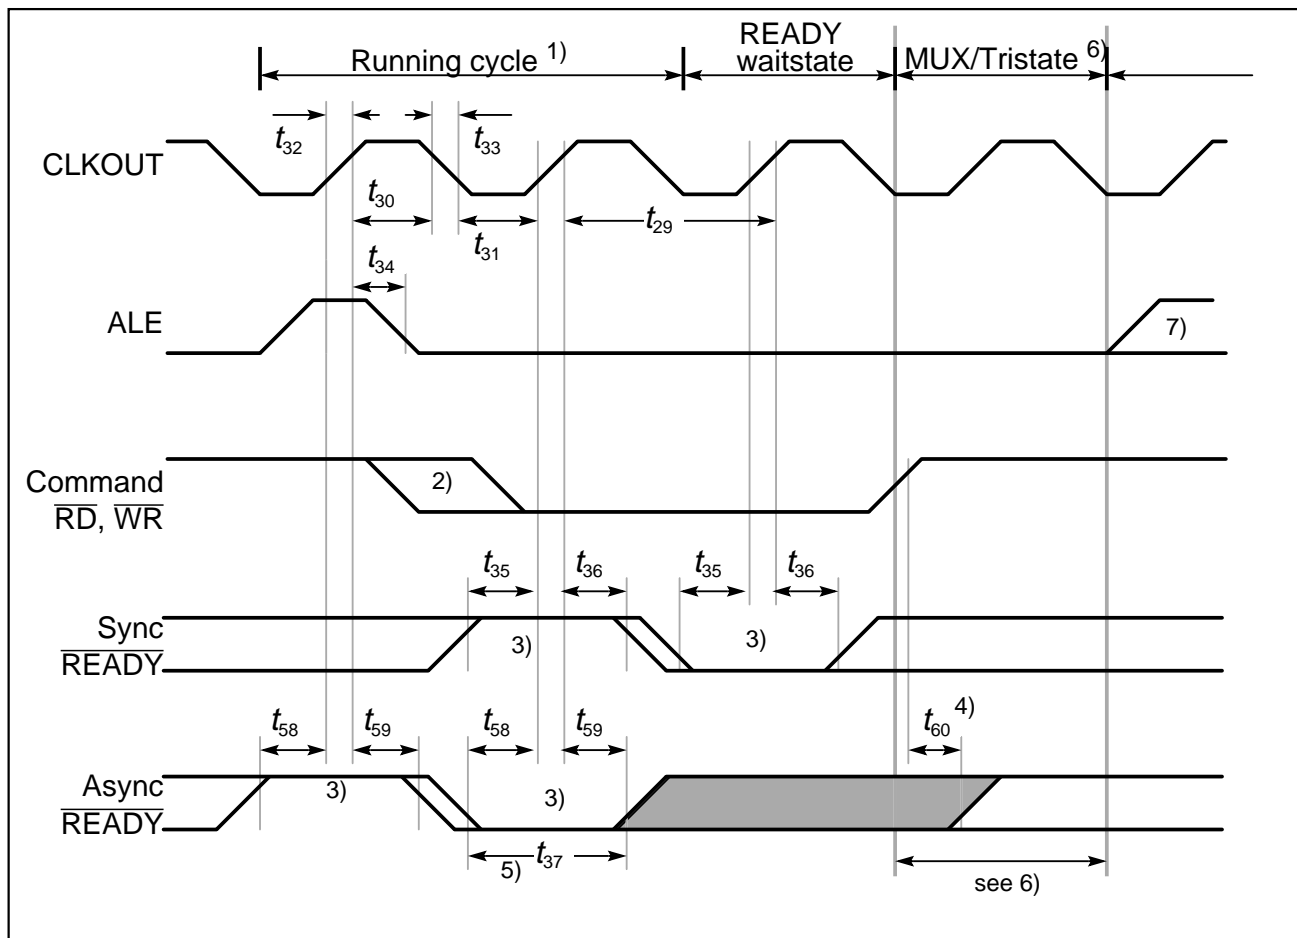 Running cycle 1)
READY
waitstate
MUX/Tristate 6)
t32
t33
CLKOUT
t30
t31
t29
t34
ALE
7)
Command
RD, WR
2)
t35
t36
t35
t36
Sync
READY
3)
3)
t58
t59
t58
t59
t60 4)
Async
READY
3)
3)
5)
t37
see 6)